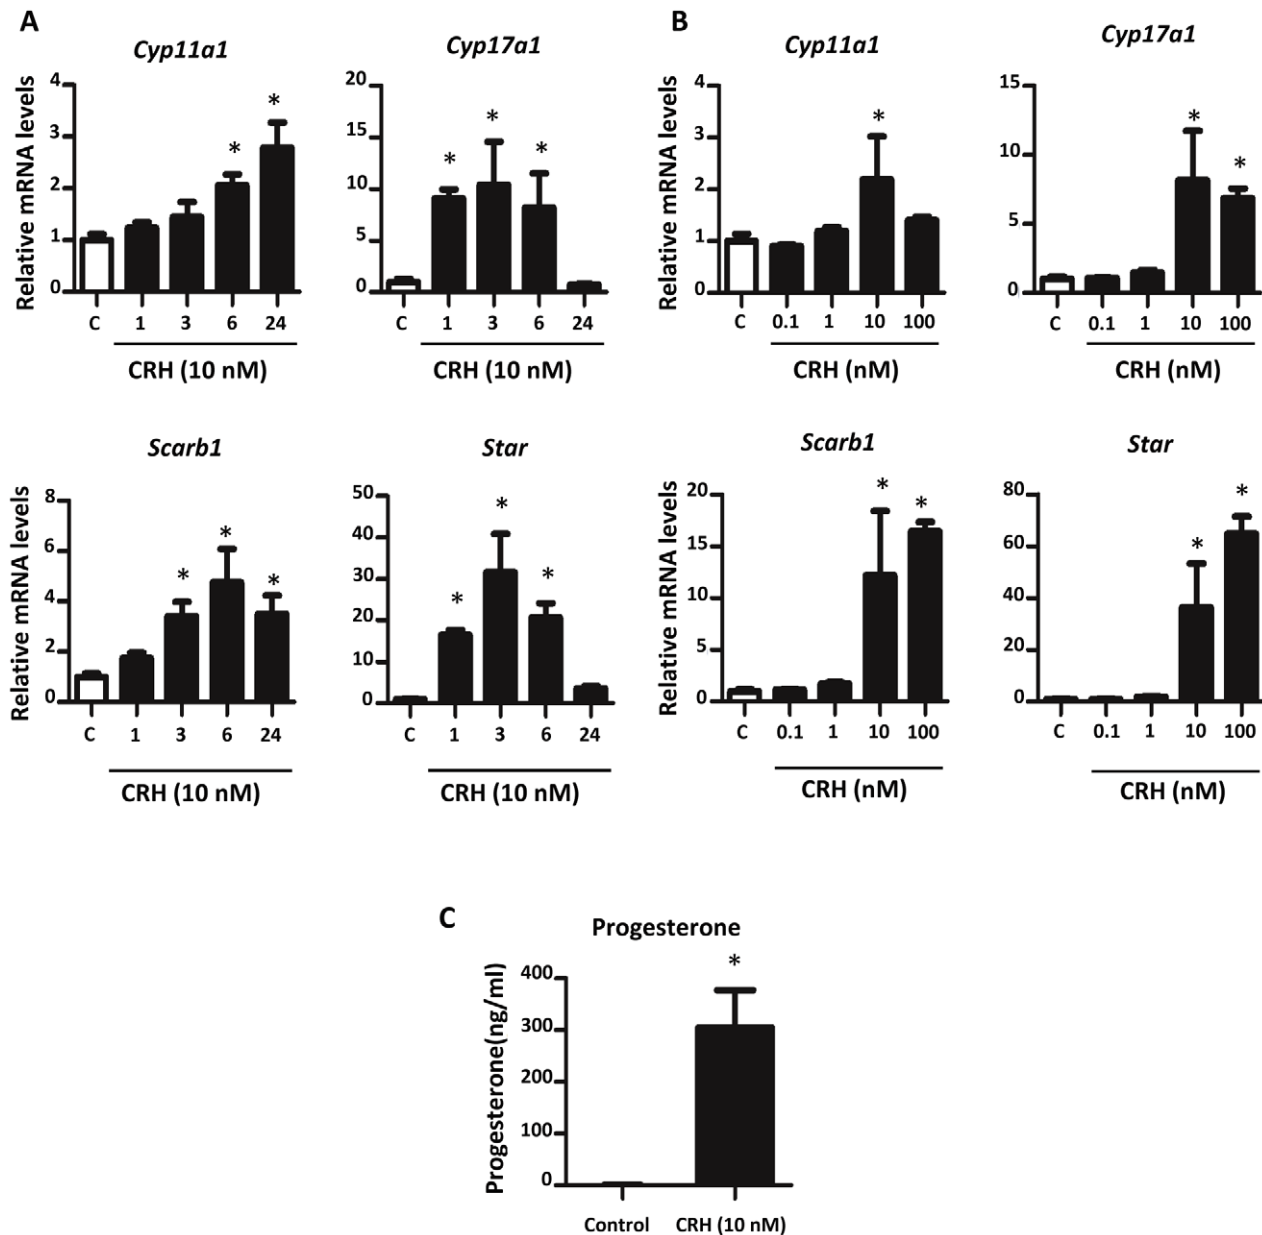 A
B
Cyp11a1
Cyp17a1
Cyp11a1
Cyp17a1
Relative mRNA levels
4
3
2
1
0
C 1 3 6 24
CRH (10 nM)
20
15
10
5
0
C 1 3 6 24
CRH (10 nM)
Relative mRNA levels
4
3
2
1
0
C 0.1 1 10 100
CRH (nM)
15
10
5
0
C 0.1 1 10 100
CRH (nM)
* *
* * *
*
* *
Scarb1
Star
Scarb1
Star
Relative mRNA levels
8
6
4
2
0
C 1 3 6 24
CRH (10 nM)
50
40
30
20
10
0
C 1 3 6 24
CRH (10 nM)
Relative mRNA levels
20
15
10
5
0
C 0.1 1 10 100
CRH (nM)
80
60
40
20
0
C 0.1 1 10 100
CRH (nM)
* * *
* * *
* *
* *
C
Progesterone
*
Progesterone(ng/ml)
400
300
200
100
0
Control CRH (10 nM)